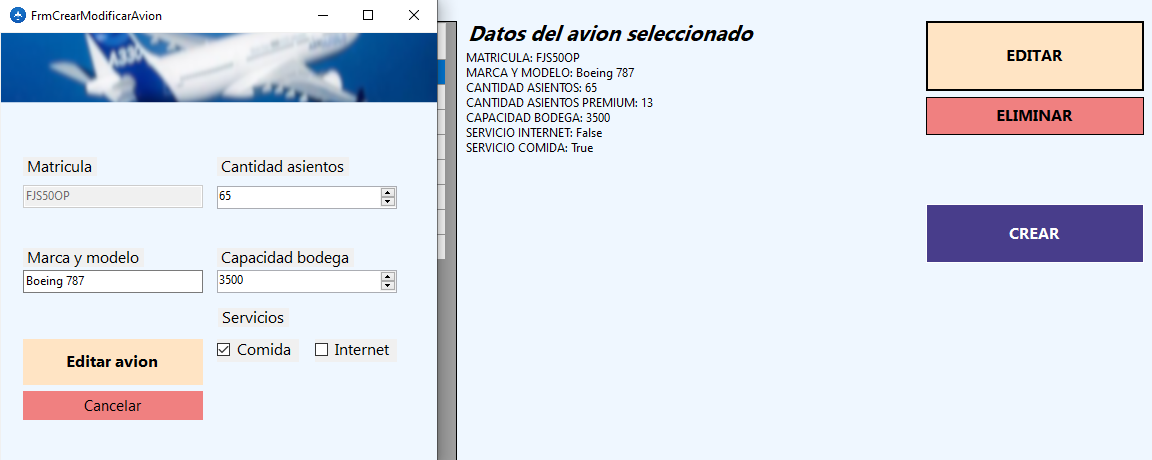 FrmCrearModificarAvion
Matricula
FJS50OP
Cantidad asientos
65
Marca y modelo
Boeing 787
Capacidad bodega
3500
Servicios
Comida
Internet
Editar avion
Cancelar
Datos del avion seleccionado
MATRICULA: FJS50OP
MARCA Y MODELO: Boeing 787
CANTIDAD ASIENTOS: 65
CANTIDAD ASIENTOS PREMIUM: 13
CAPACIDAD BODEGA: 3500
SERVICIO INTERNET: False
SERVICIO COMIDA: True
EDITAR
ELIMINAR
CREAR